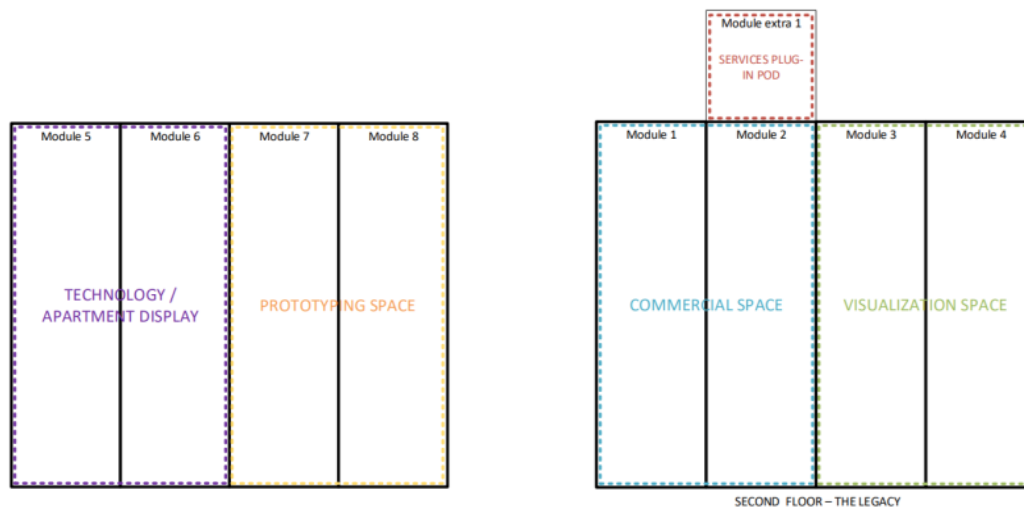 Module extra 1
SERVICES PLUG-
IN POD
Module 5
Module 6
Module 7
Module 8
Module 1
Module 2
Module 3
Module 4
TECHNOLOGY /
APARTMENT DISPLAY
PROTOTYPING SPACE
COMMERCIAL SPACE
VISUALIZATION SPACE
SECOND FLOOR – THE LEGACY